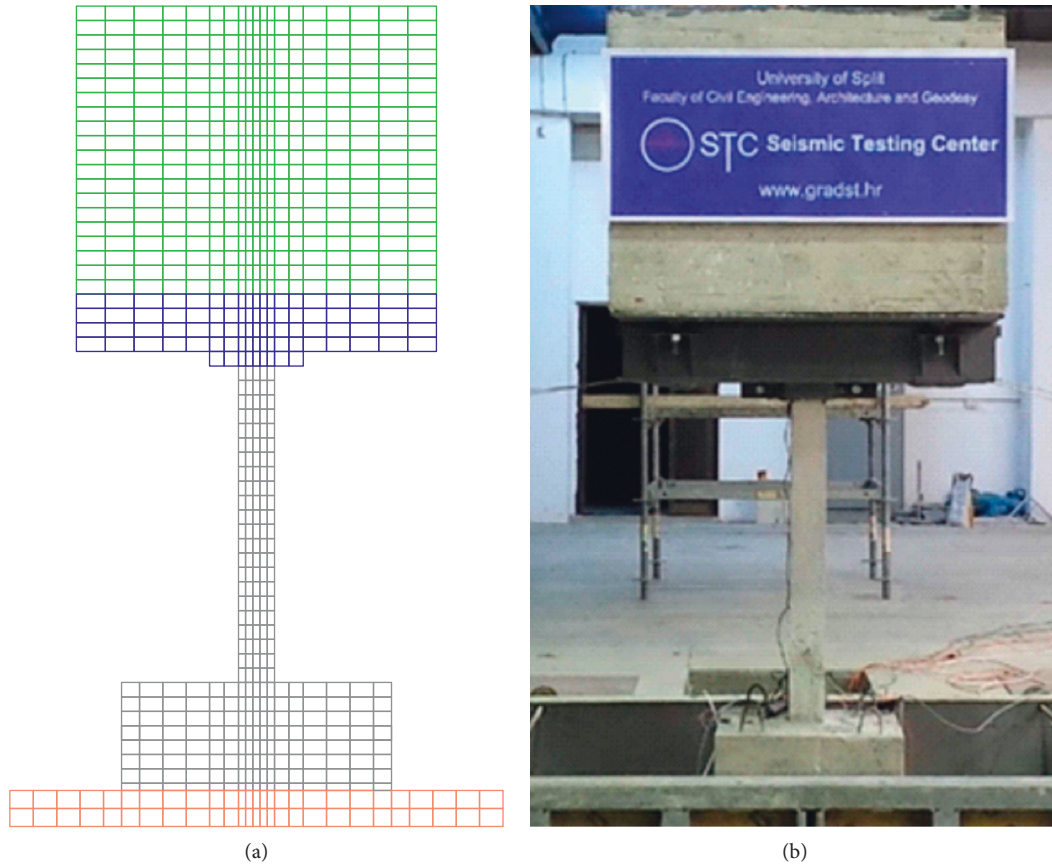 University of Split
Faculty of Civil Engineering, Architecture and Geodesy
STC Seismic Testing Center
www.gradst.hr
(a)
(b)